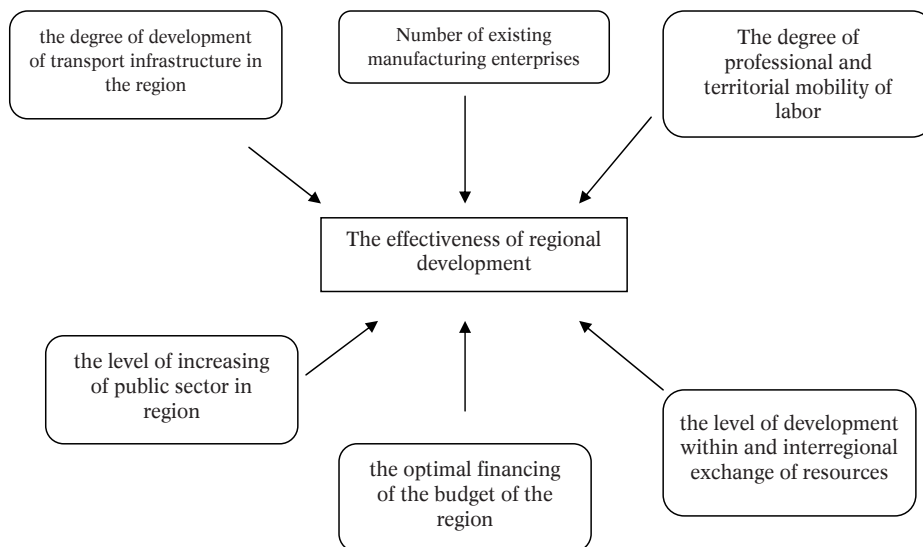 the degree of development
of transport infrastructure in
the region
Number of existing
manufacturing enterprises
The degree of
professional and
territorial mobility of
labor
The effectiveness of regional
development
the level of increasing
of public sector in
region
the optimal financing
of the budget of the
region
the level of development
within and interregional
exchange of resources